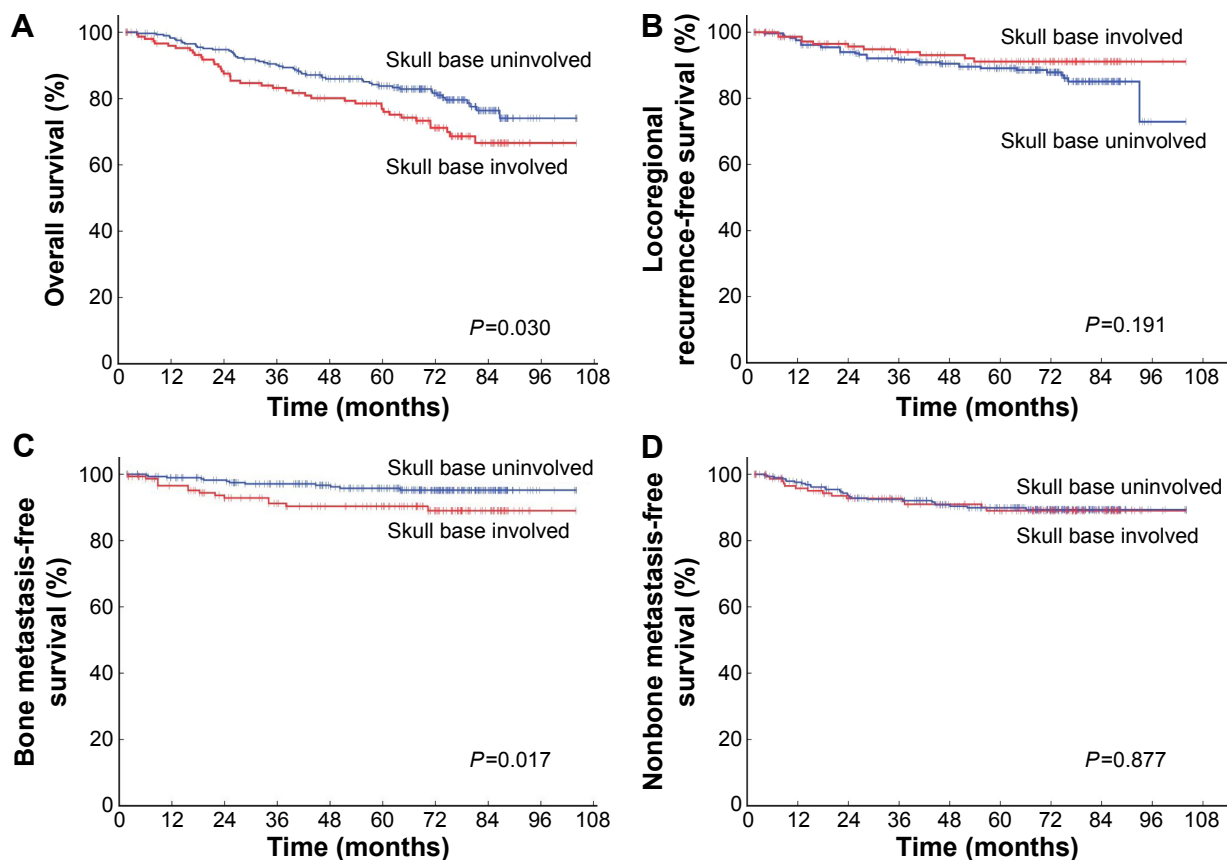 A
Overall survival (%)
100
80
60
40
20
0
Skull base uninvolved
Skull base involved
P=0.030
0 12 24 36 48 60 72 84 96 108
Time (months)
B
Locoregional
recurrence-free survival (%)
100
80
60
40
20
0
Skull base involved
Skull base uninvolved
P=0.191
0 12 24 36 48 60 72 84 96 108
Time (months)
C
Bone metastasis-free
survival (%)
100
80
60
40
20
0
Skull base uninvolved
Skull base involved
P=0.017
0 12 24 36 48 60 72 84 96 108
Time (months)
D
Nonbone metastasis-free
survival (%)
100
80
60
40
20
0
Skull base uninvolved
Skull base involved
P=0.877
0 12 24 36 48 60 72 84 96 108
Time (months)